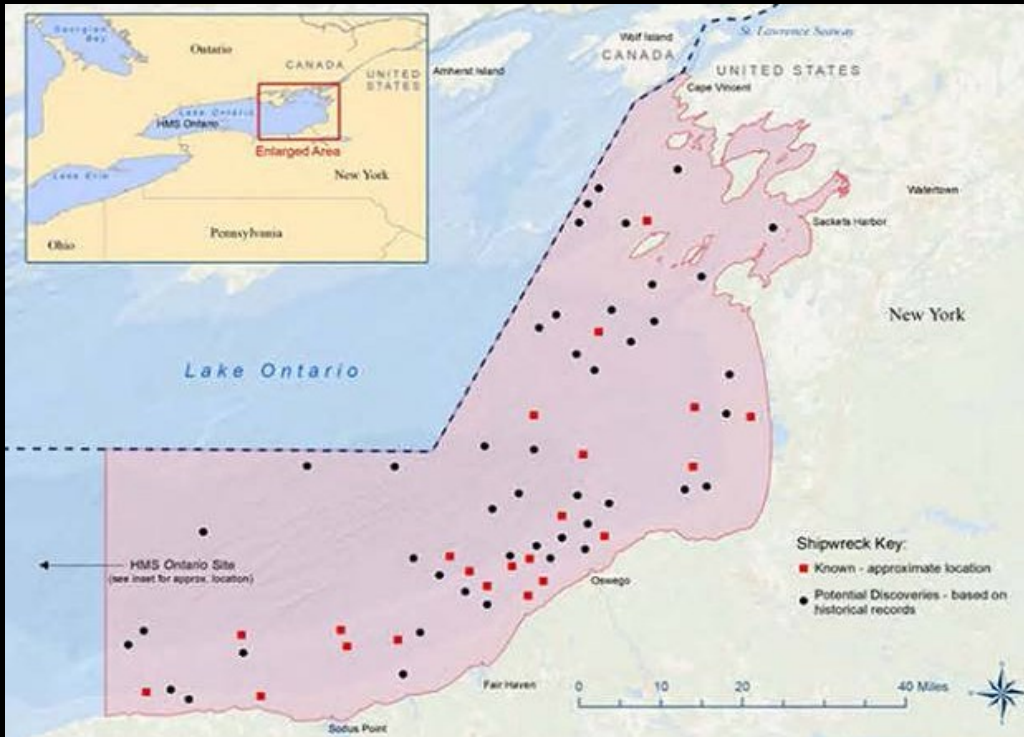 Georgian
Bay
Ontario
CANADA
UNITED
STATES
Lake Ontario
HMS Ontario
Enlarged Area
Lake Erie
New York
Pennsylvania
Ohio
Amherst Island
Wolf Island
CANADA
St. Lawrence Seaway
UNITED STATES
Cape Vincent
Watertown
Sackets Harbor
New York
Lake Ontario
HMS Ontario Site
(see inset for approx. location)
Shipwreck Key:
Known - approximate location
Potential Discoveries - based on
historical records
Oswego
Fair Haven
Sodus Point
0 10 20 40 Miles